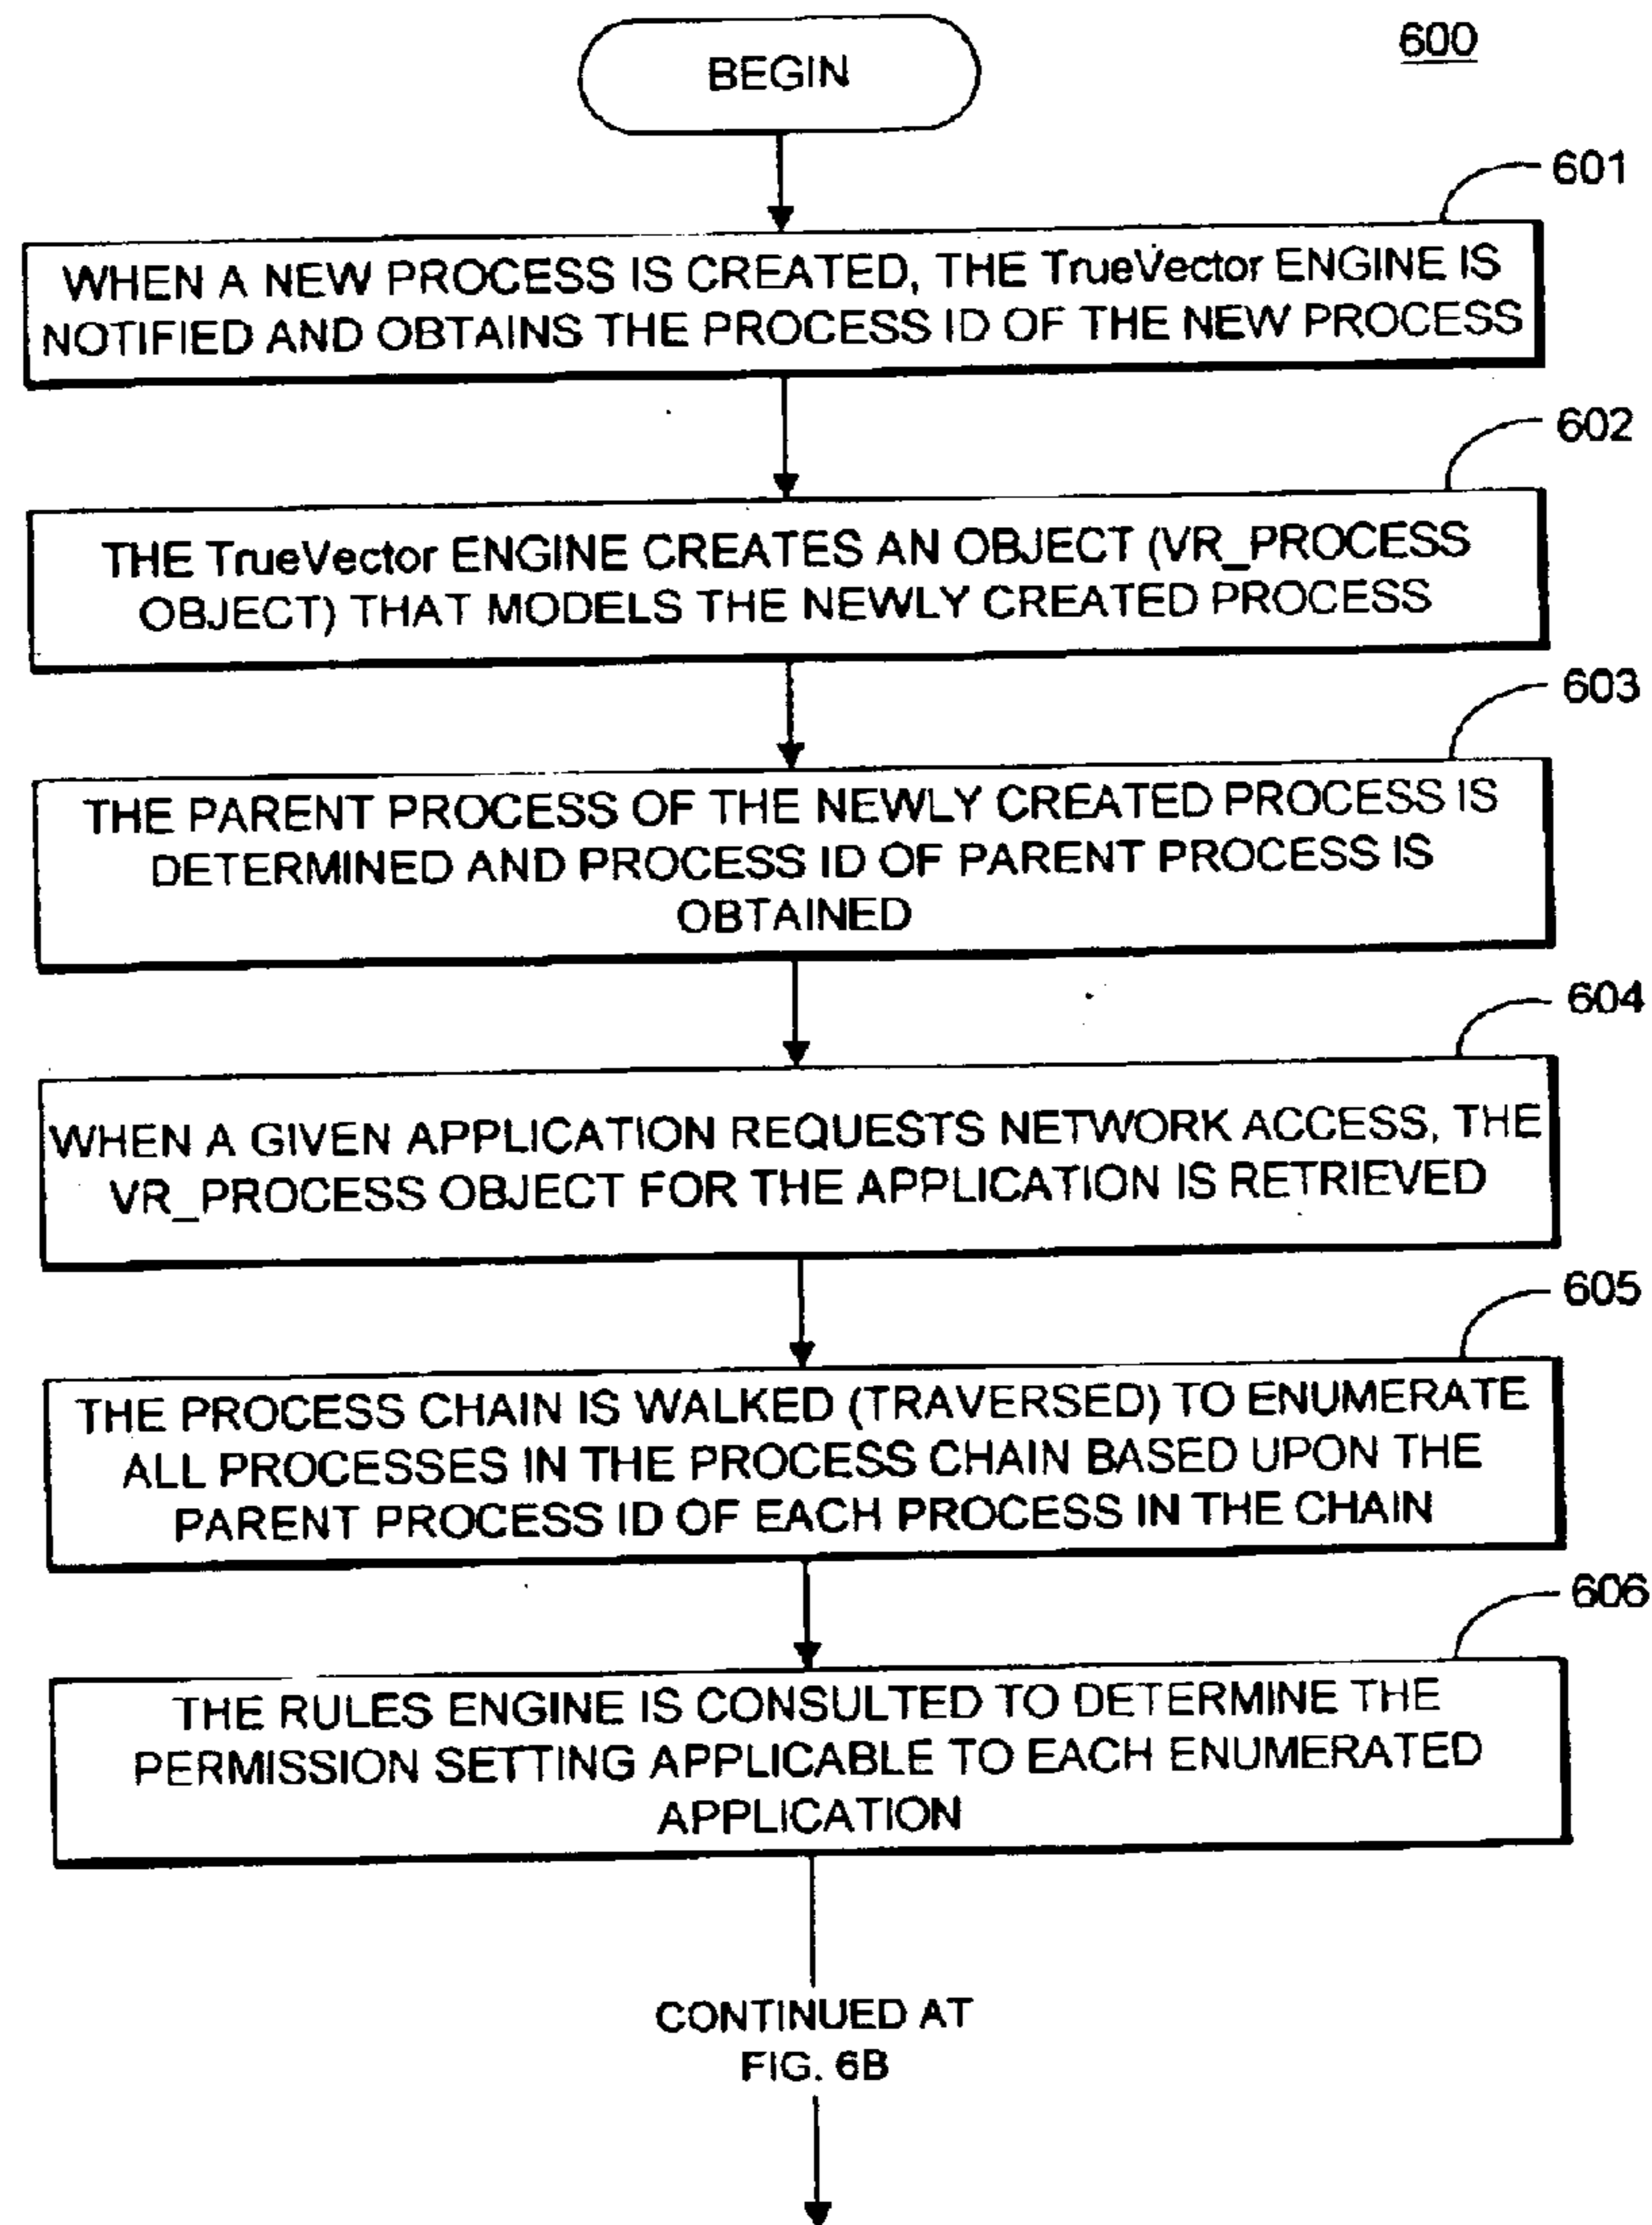 600
BEGIN
601
WHEN A NEW PROCESS IS CREATED, THE TrueVector ENGINE IS
NOTIFIED AND OBTAINS THE PROCESS ID OF THE NEW PROCESS
602
THE TrueVector ENGINE CREATES AN OBJECT (VR_PROCESS
OBJECT) THAT MODELS THE NEWLY CREATED PROCESS
603
THE PARENT PROCESS OF THE NEWLY CREATED PROCESS IS
DETERMINED AND PROCESS ID OF PARENT PROCESS IS
OBTAINED
604
WHEN A GIVEN APPLICATION REQUESTS NETWORK ACCESS, THE
VR_PROCESS OBJECT FOR THE APPLICATION IS RETRIEVED
605
THE PROCESS CHAIN IS WALKED (TRAVERSED) TO ENUMERATE
ALL PROCESSES IN THE PROCESS CHAIN BASED UPON THE
PARENT PROCESS ID OF EACH PROCESS IN THE CHAIN
606
THE RULES ENGINE IS CONSULTED TO DETERMINE THE
PERMISSION SETTING APPLICABLE TO EACH ENUMERATED
APPLICATION
CONTINUED AT
FIG. 6B